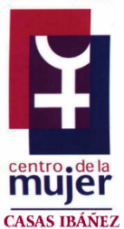 centro de la
mujer
CASAS IBÁÑEZ